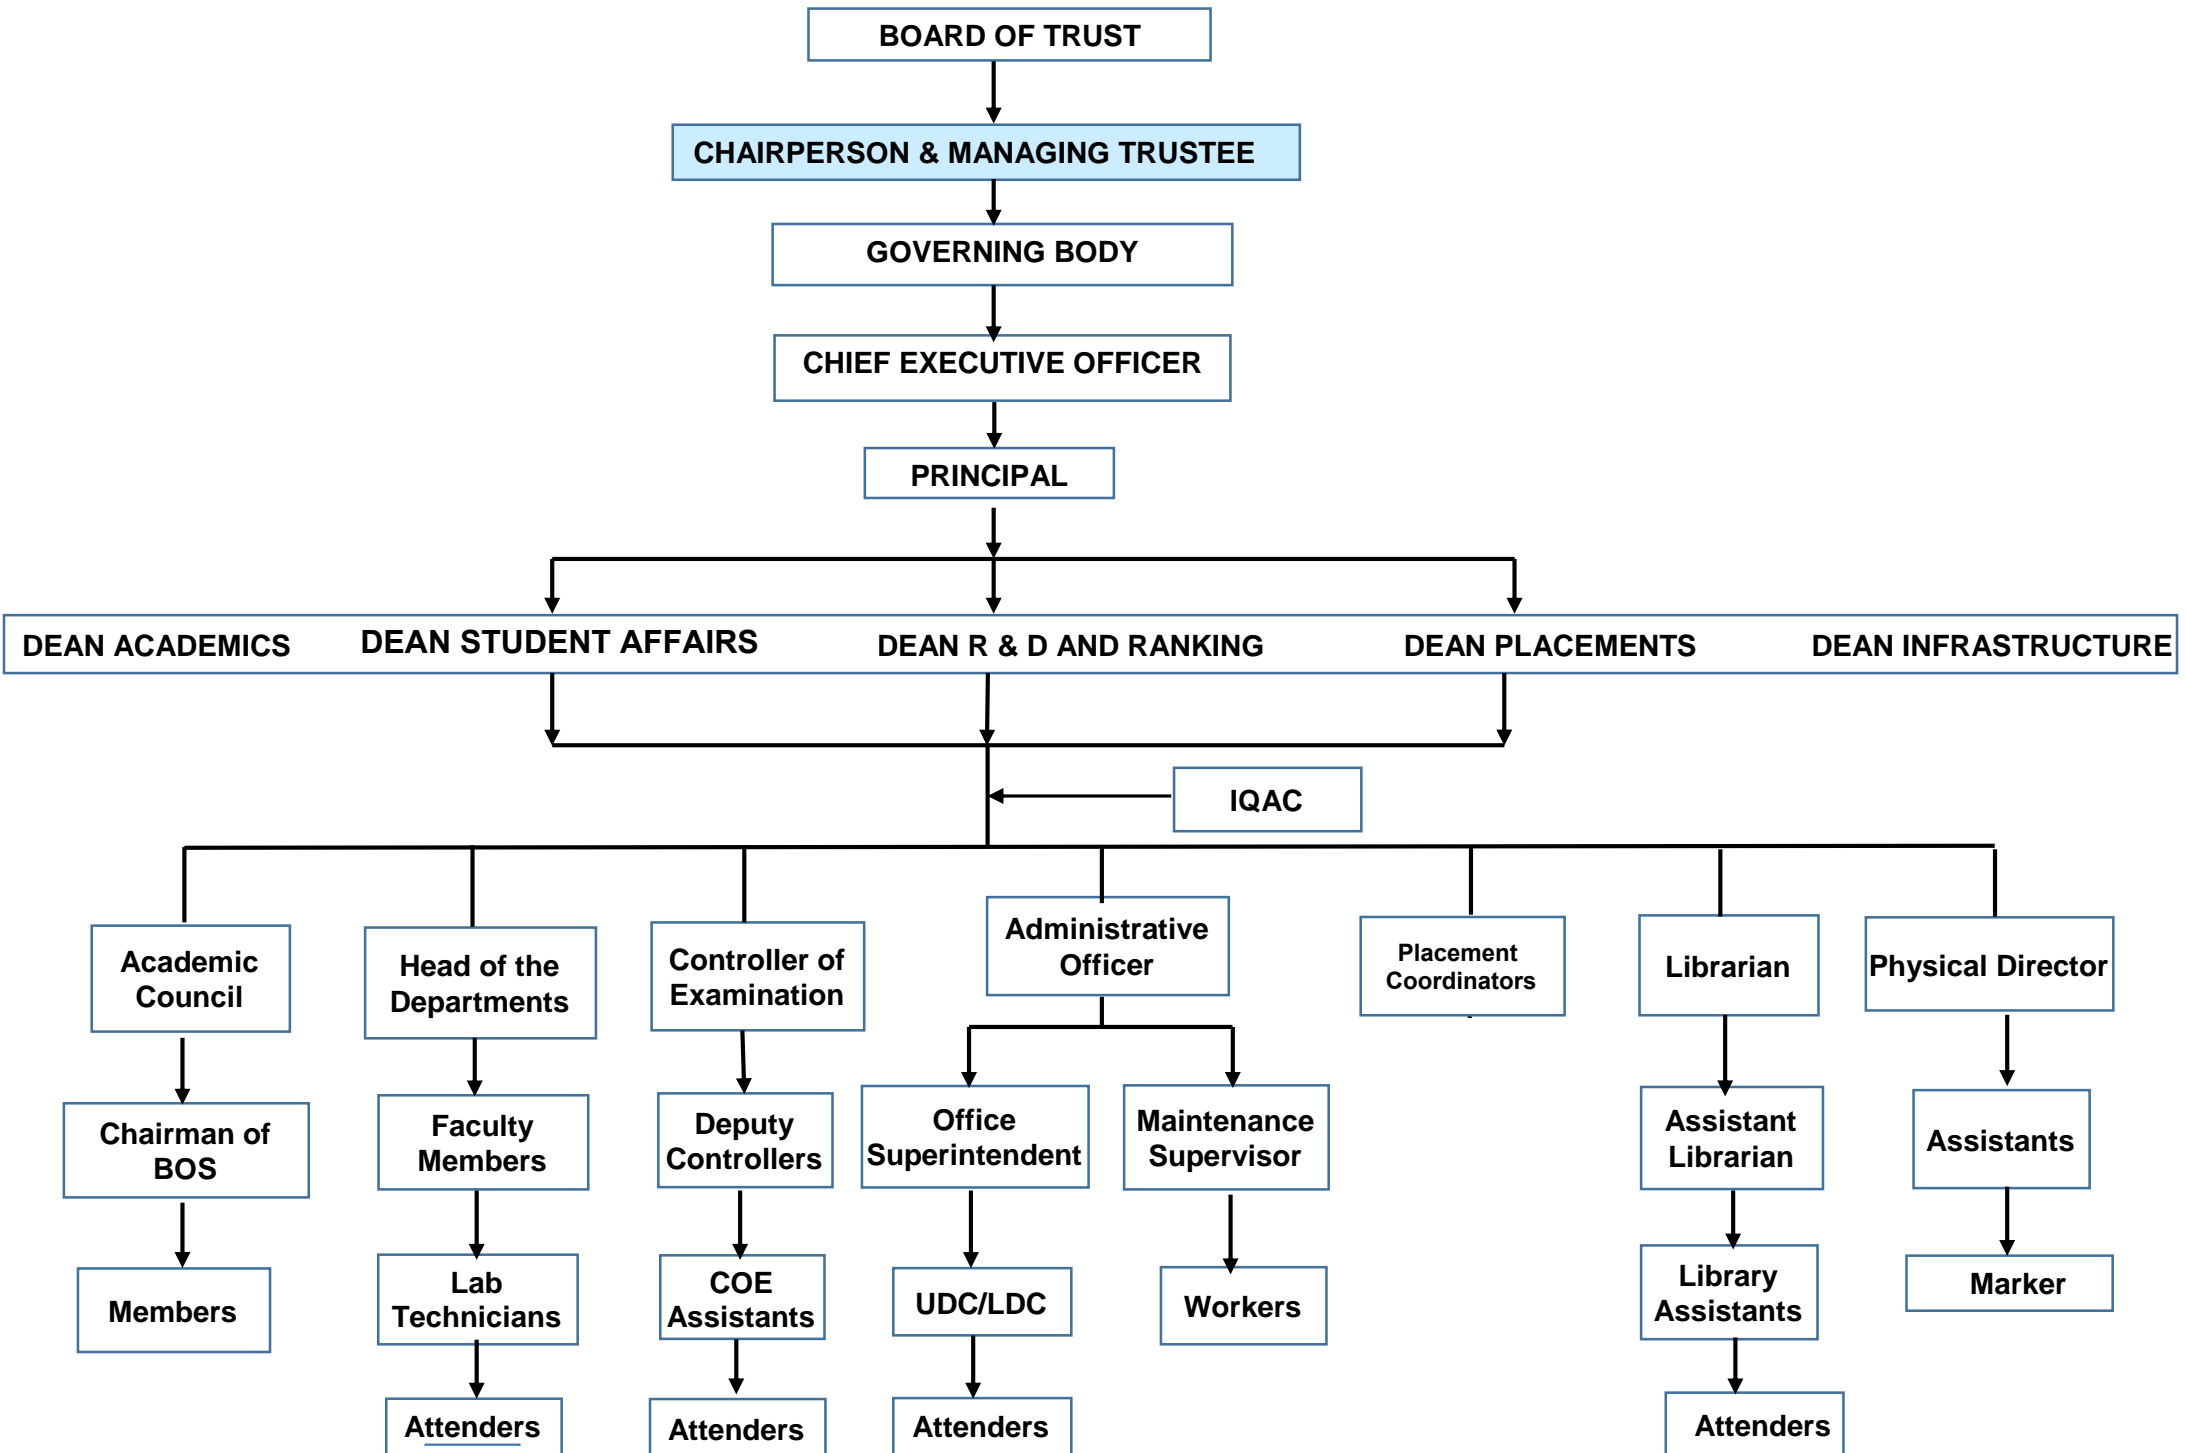 BOARD OF TRUST
CHAIRPERSON & MANAGING TRUSTEE
GOVERNING BODY
CHIEF EXECUTIVE OFFICER
PRINCIPAL
DEAN ACADEMICS
DEAN STUDENT AFFAIRS
DEAN R & D AND RANKING
DEAN PLACEMENTS
DEAN INFRASTRUCTURE
IQAC
Academic
Council
Head of the
Departments
Controller of
Examination
Administrative
Officer
Placement
Coordinators
Librarian
Physical Director
Chairman of
BOS
Faculty
Members
Deputy
Controllers
Office
Superintendent
Maintenance
Supervisor
Assistant
Librarian
Assistants
Members
Lab
Technicians
COE
Assistants
UDC/LDC
Workers
Library
Assistants
Marker
Attenders
Attenders
Attenders
Attenders